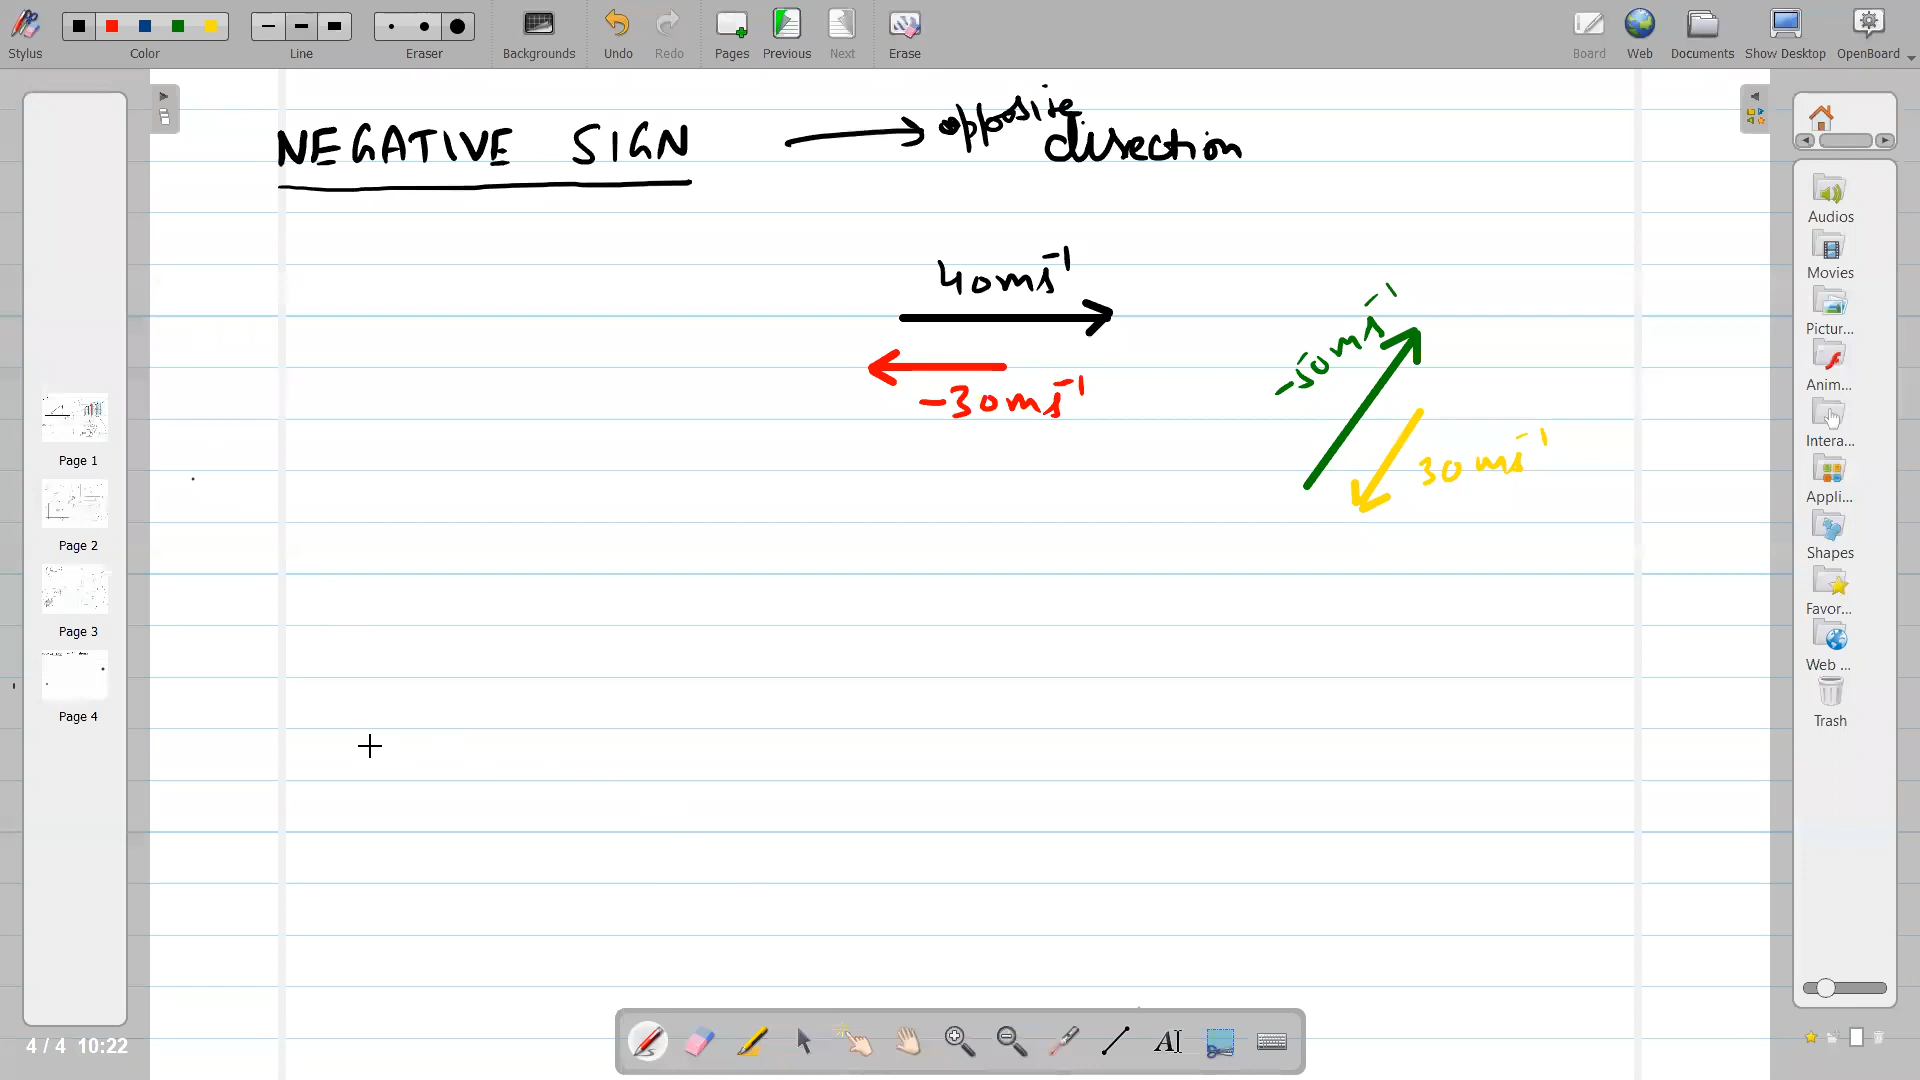 Stylus Color Line Eraser Backgrounds Undo Redo Pages Previous Next Erase Board Web Documents Show Desktop OpenBoard
NEGATIVE SIGN opposite
direction
40ms⁻¹
-30ms⁻¹
-50ms⁻¹
30ms⁻¹
Page 1
Page 2
Page 3
Page 4
4 / 4 10:22
Audios
Movies
Pictur...
Anim...
Intera...
Appli...
Shapes
Favor...
Web ...
Trash